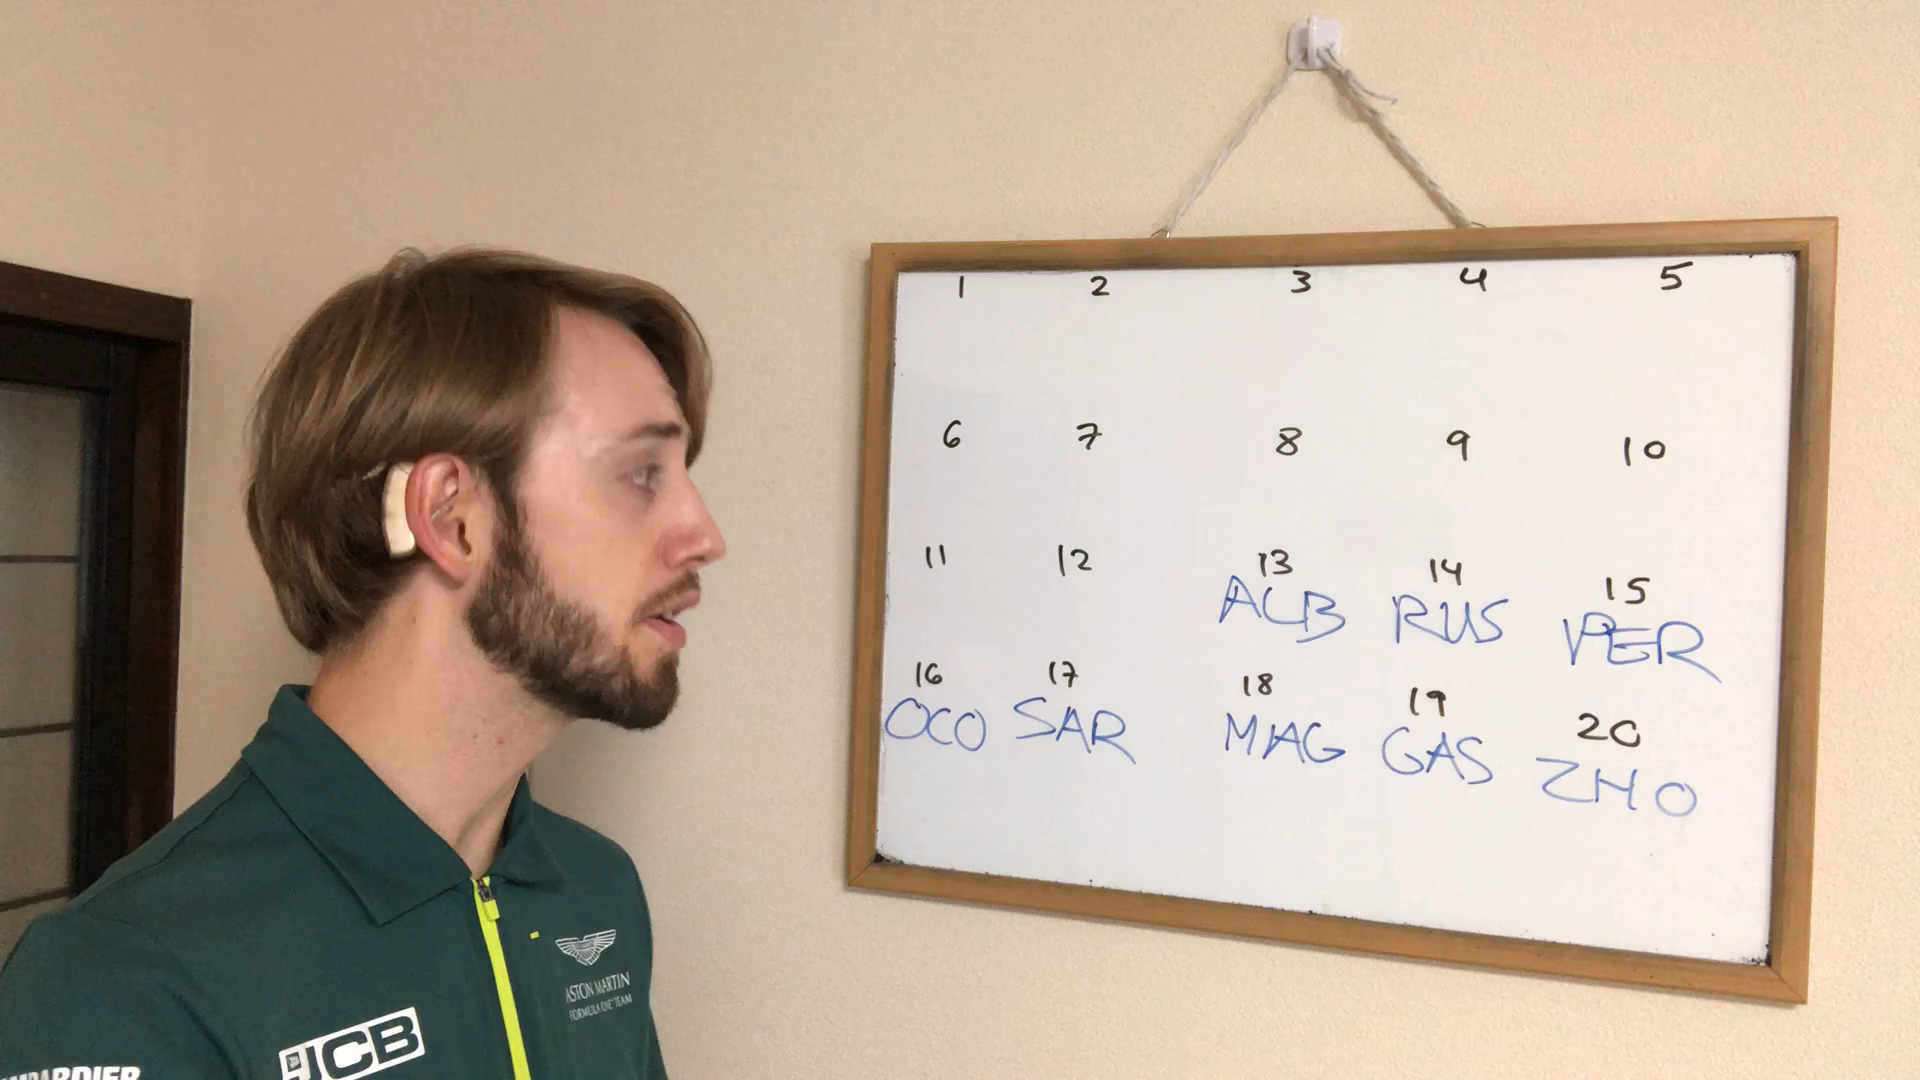 1 2 3 4 5
6 7 8 9 10
11 12 13 14 15
ALB RUS PER
16 17 18 19 20
OCO SAR MAG GAS ZHO
ASTON MARTIN
FORMULA ONE TEAM
JCB